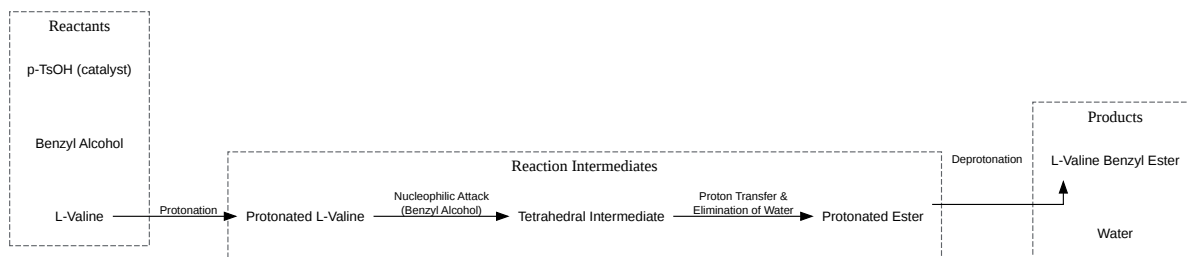 Reactants
p-TsOH (catalyst)
Benzyl Alcohol
L-Valine
Protonation
Reaction Intermediates
Protonated L-Valine
Nucleophilic Attack
(Benzyl Alcohol)
Tetrahedral Intermediate
Proton Transfer &
Elimination of Water
Protonated Ester
Deprotonation
Products
L-Valine Benzyl Ester
Water